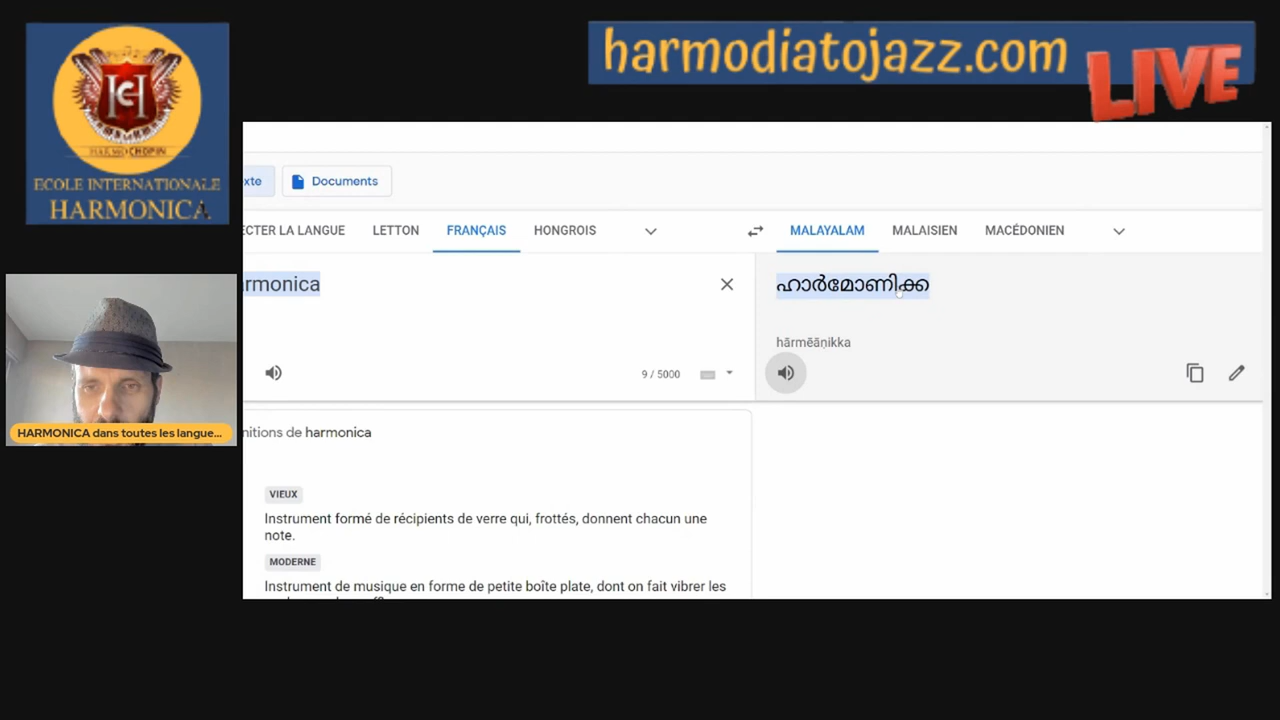 harmodiatojazz.com
LIVE
HC
HARMOCHOPIN
ECOLE INTERNATIONALE
HARMONICA
xte
Documents
ECTER LA LANGUE LETTON FRANÇAIS HONGROIS
MALAYALAM MALAISIEN MACÉDONIEN
armonica
ഹാർമോണിക്ക
hārmēāṇikka
9 / 5000
HARMONICA dans toutes les langue...
nitions de harmonica
VIEUX
Instrument formé de récipients de verre qui, frottés, donnent chacun une
note.
MODERNE
Instrument de musique en forme de petite boîte plate, dont on fait vibrer les